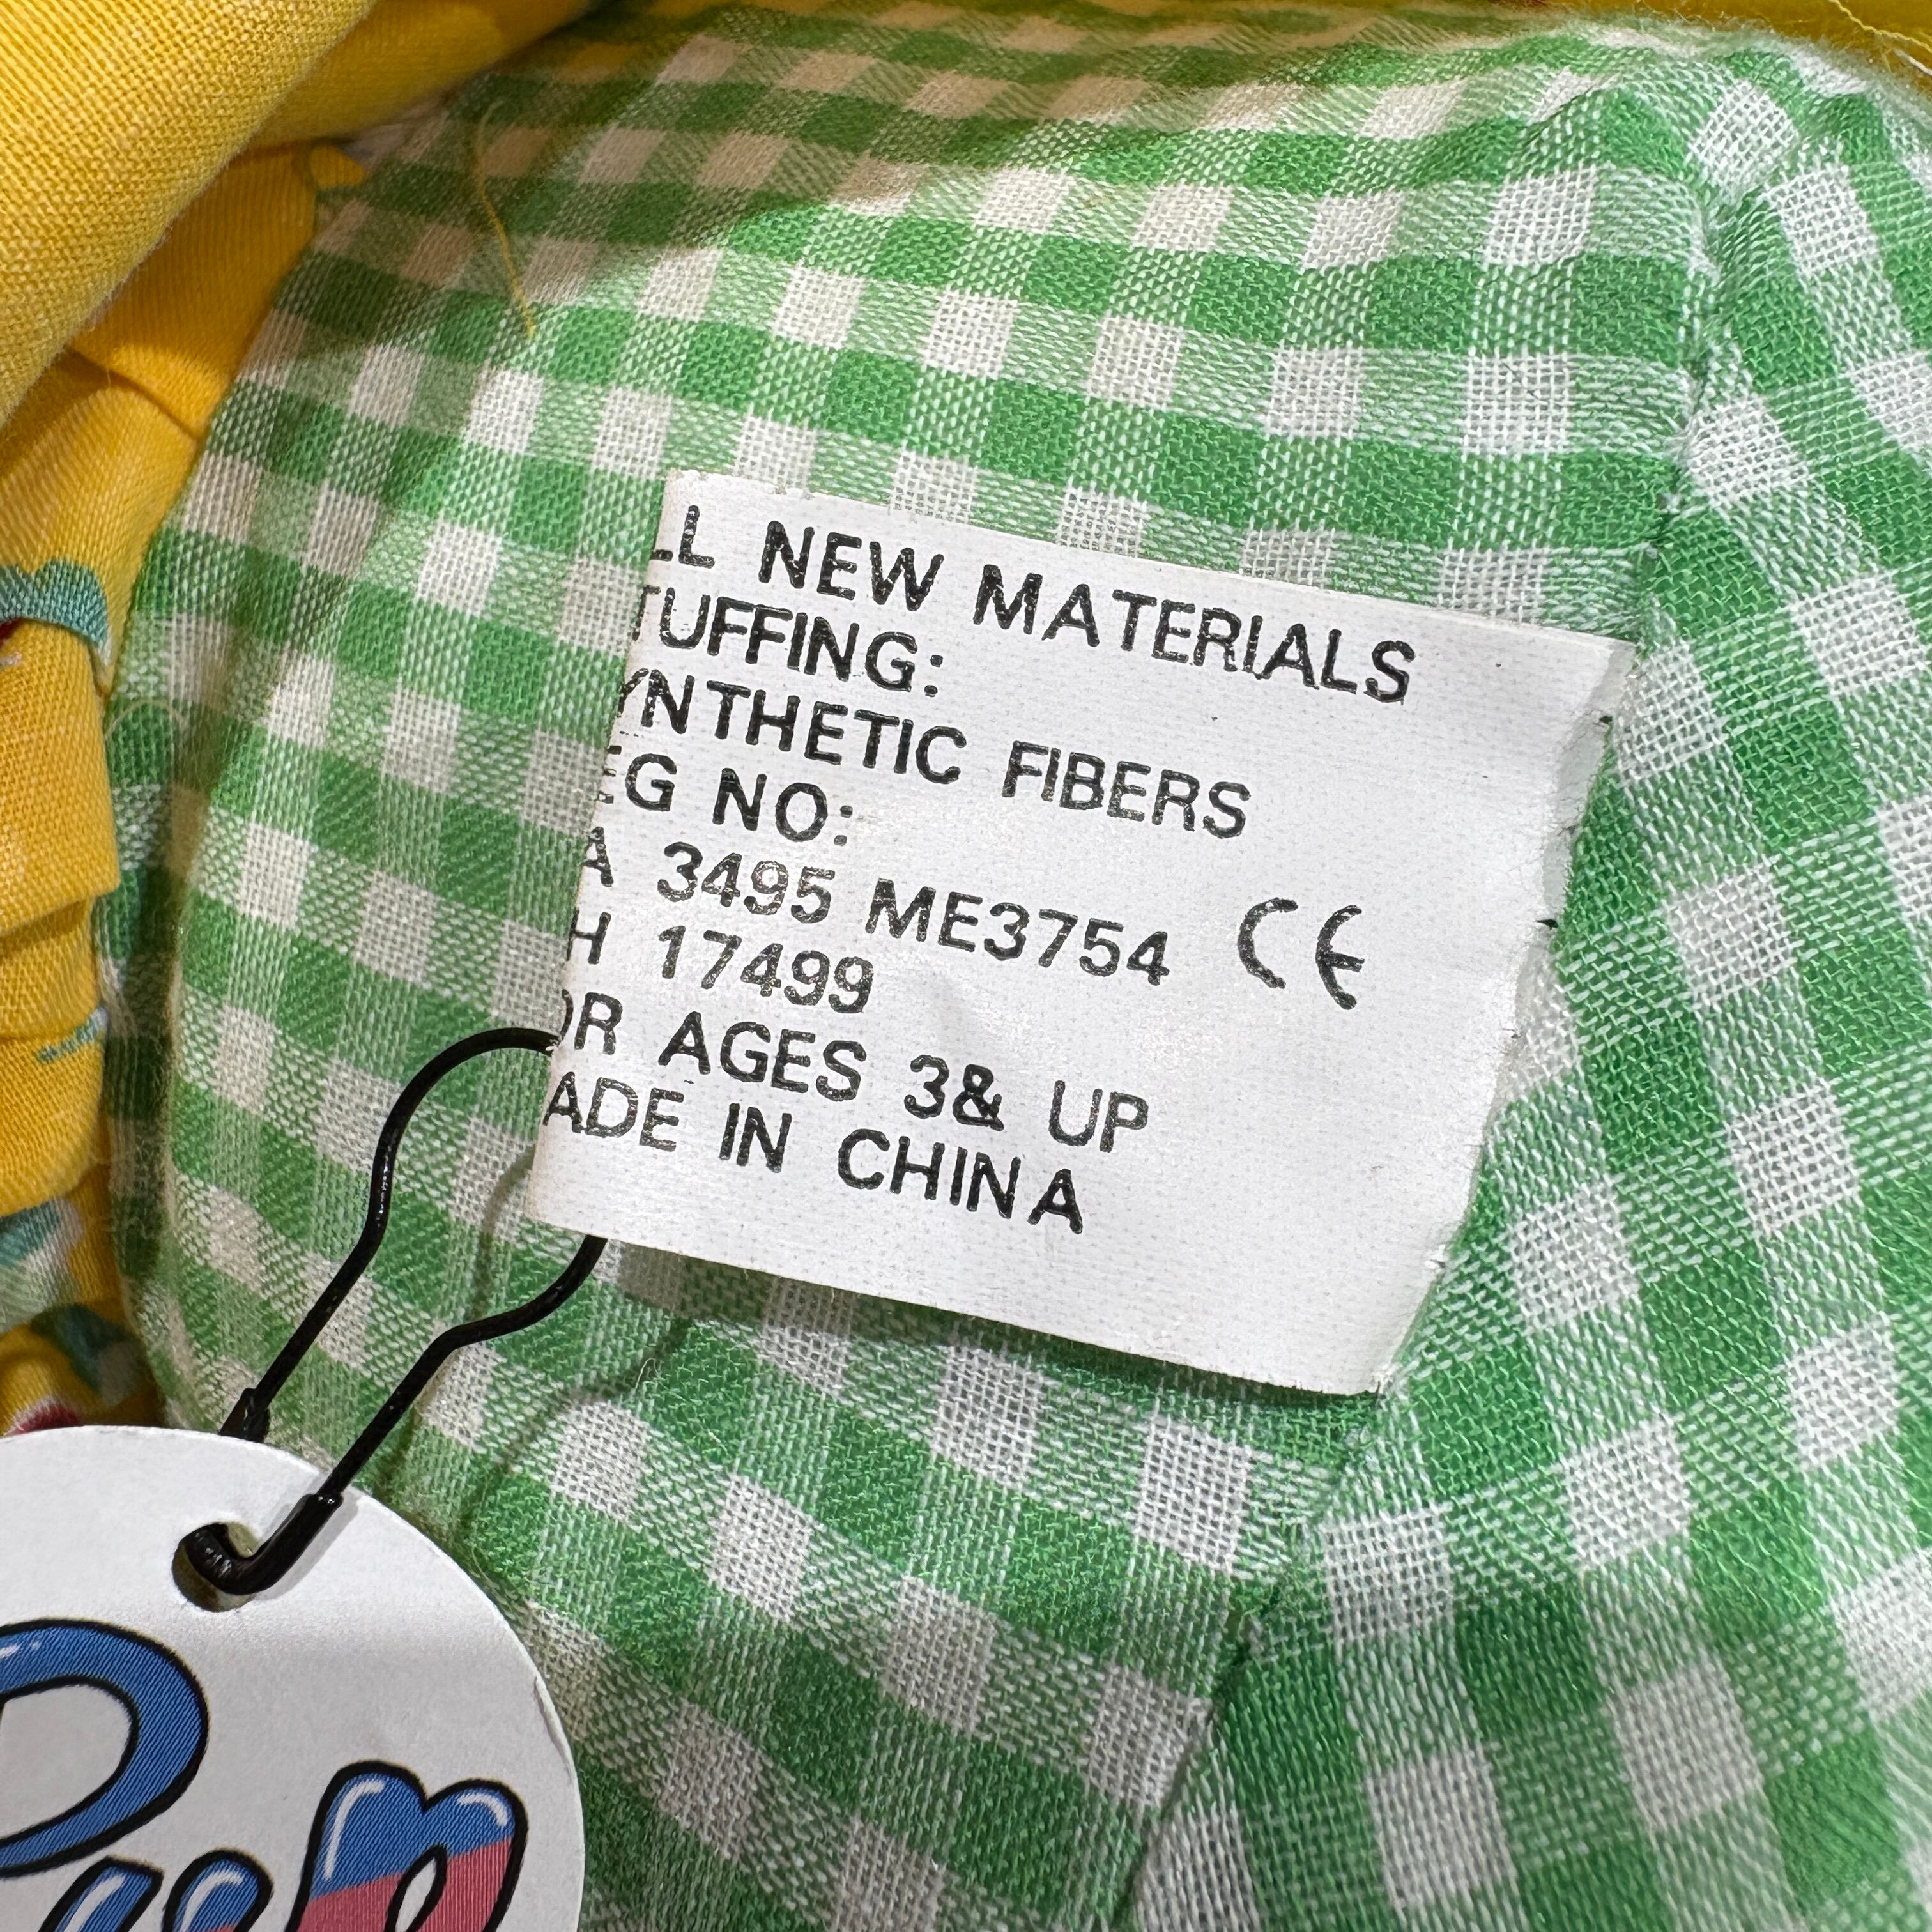 LL NEW MATERIALS
TUFFING:
YNTHETIC FIBERS
EG NO:
A 3495 ME3754 CE
H 17499
OR AGES 3& UP
ADE IN CHINA